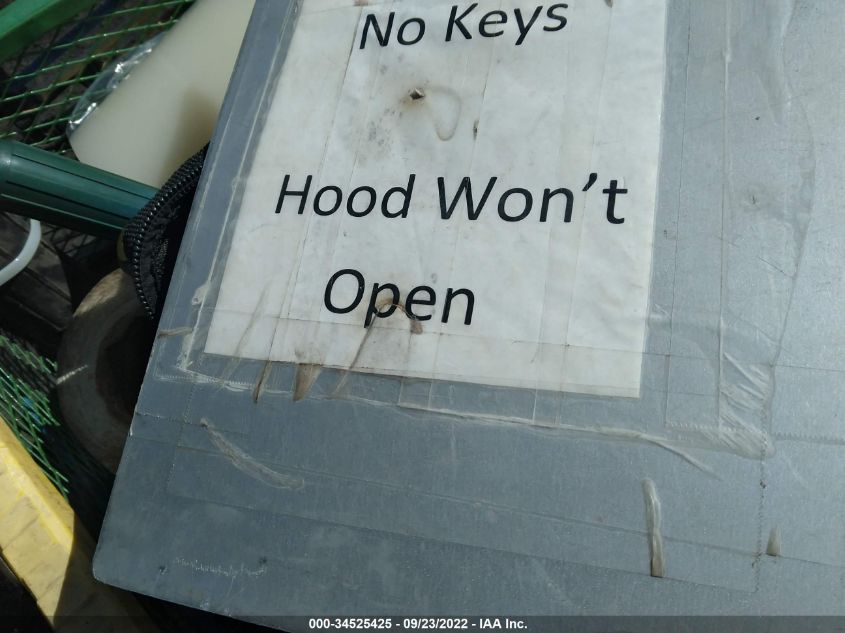 No Keys
Hood Won't
Open
000-34525425 - 09/23/2022 - IAA Inc.